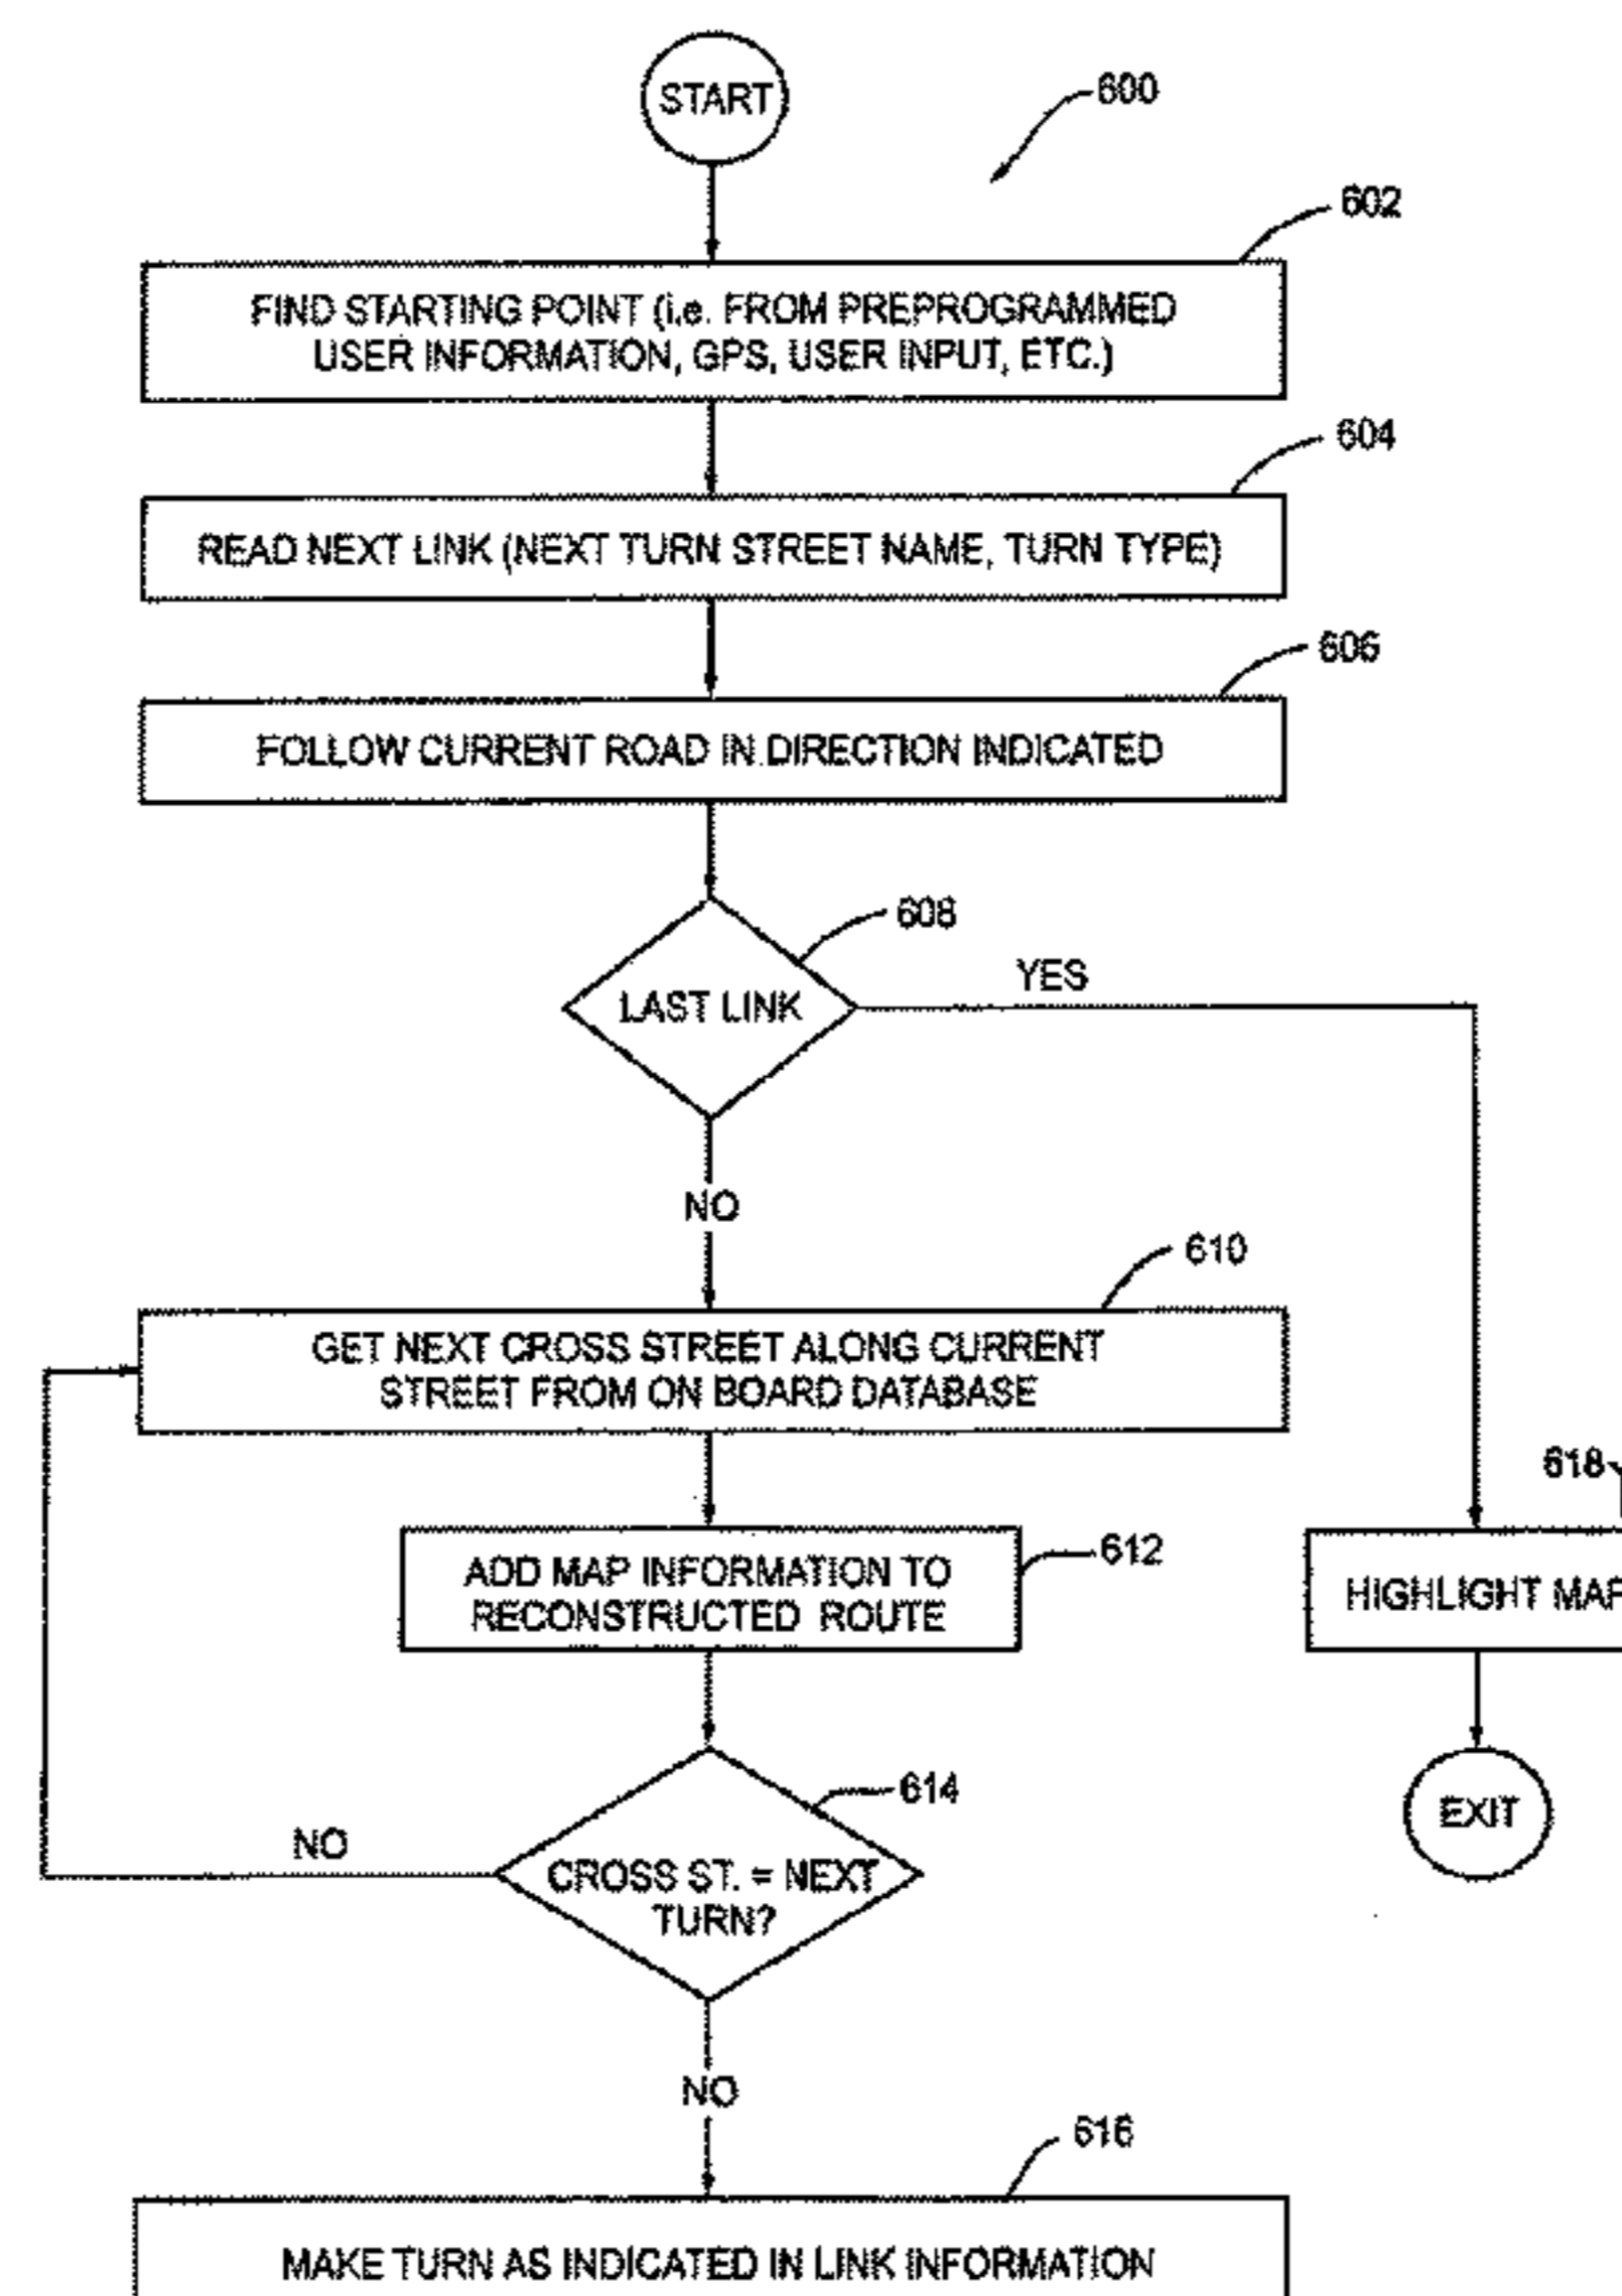 START
600
602
FIND STARTING POINT (i.e. FROM PREPROGRAMMED
USER INFORMATION, GPS, USER INPUT, ETC.)
604
READ NEXT LINK (NEXT TURN STREET NAME, TURN TYPE)
606
FOLLOW CURRENT ROAD IN DIRECTION INDICATED
608
LAST LINK
YES
NO
610
GET NEXT CROSS STREET ALONG CURRENT
STREET FROM ON BOARD DATABASE
618
612
ADD MAP INFORMATION TO
RECONSTRUCTED ROUTE
HIGHLIGHT MAP
614
CROSS ST. = NEXT
TURN?
NO
EXIT
NO
616
MAKE TURN AS INDICATED IN LINK INFORMATION